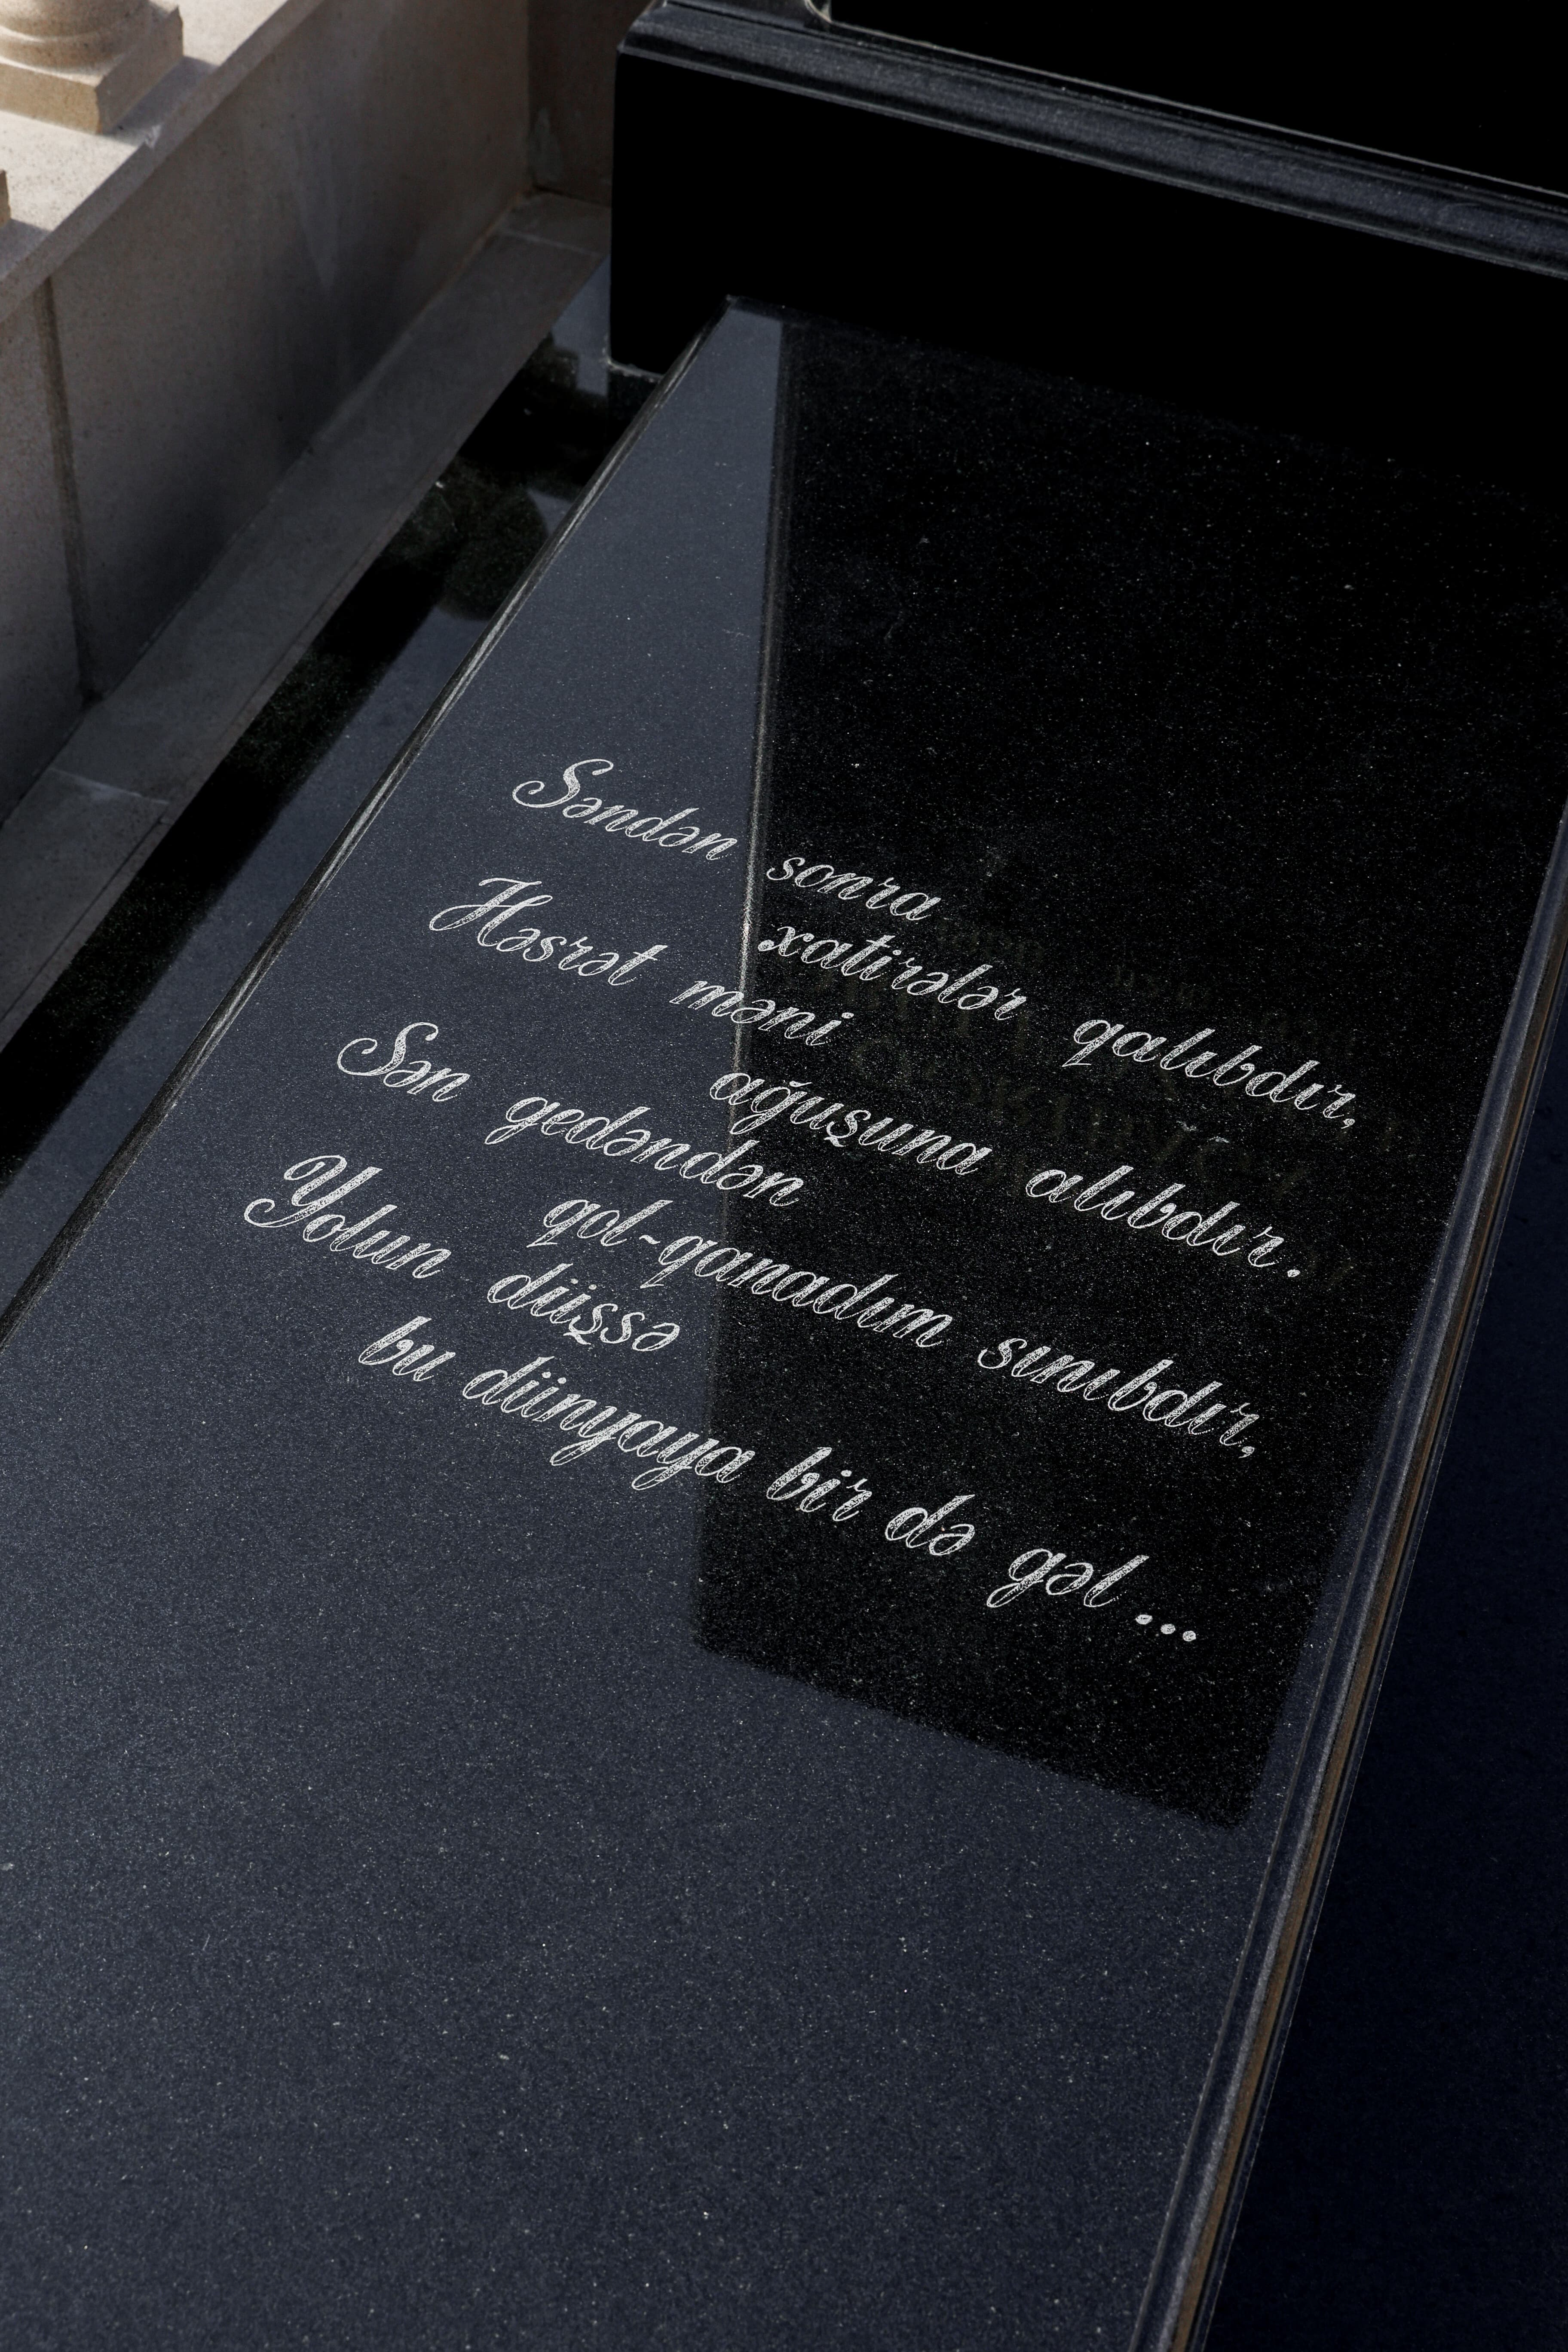 Səndən sonra
xatirələr qalıbdır,
Həsrət məni
ağuşuna alıbdır.
Sən gedəndən
qol-qanadım sınıbdır,
Yolun düşsə
bu dünyaya bir də gəl...